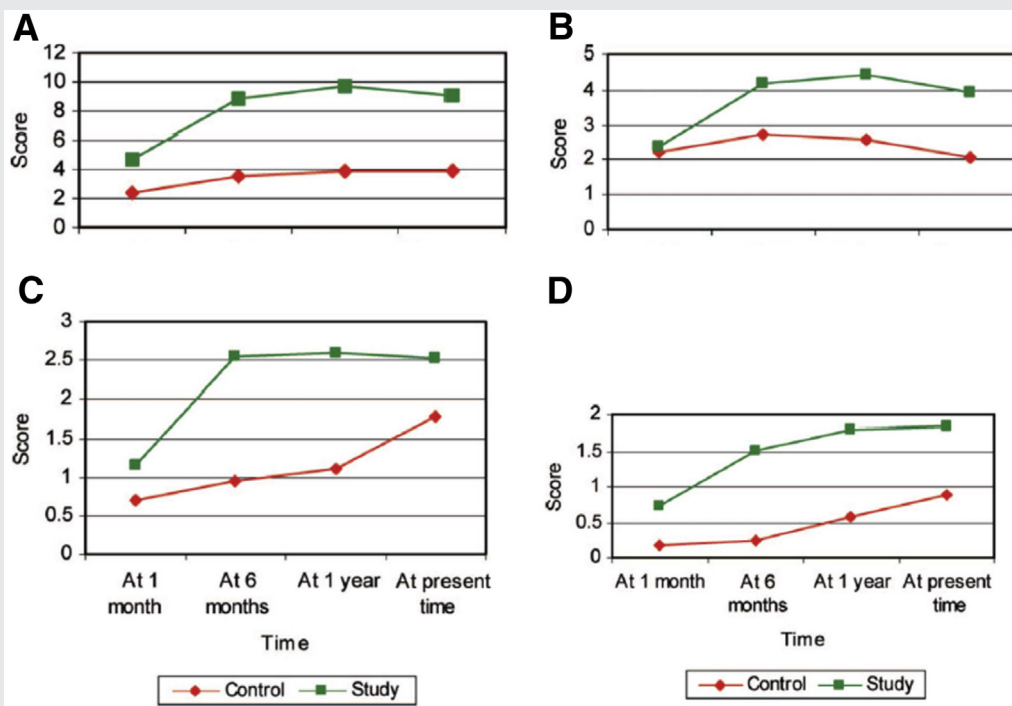 A
12
10
8
6
4
2
0
Score
B
5
4
3
2
1
0
Score
C
3
2.5
2
1.5
1
0.5
0
Score
At 1 month
At 6 months
At 1 year
At present time
Time
Control
Study
D
2
1.5
1
0.5
0
Score
At 1 month
At 6 months
At 1 year
At present time
Time
Control
Study